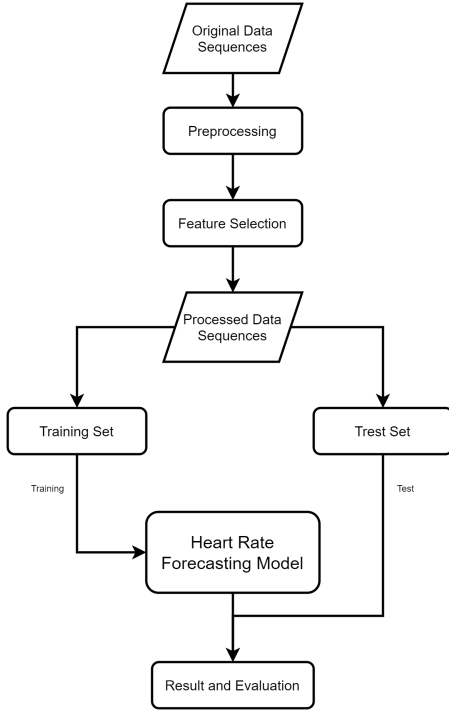 Original Data
Sequences
Preprocessing
Feature Selection
Processed Data
Sequences
Training Set
Trest Set
Training
Test
Heart Rate
Forecasting Model
Result and Evaluation